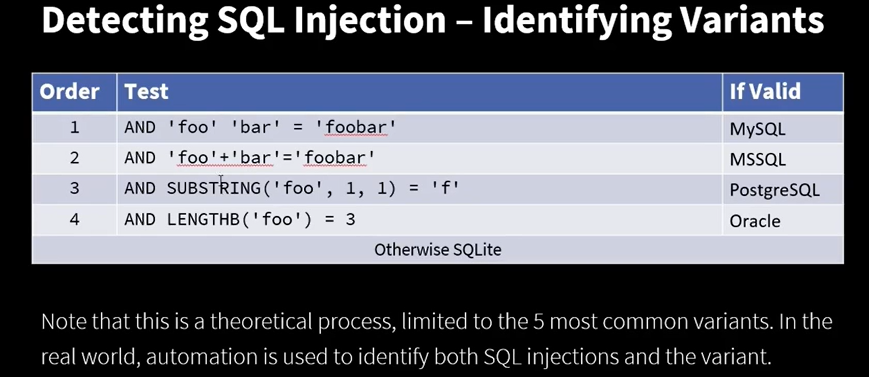 Detecting SQL Injection – Identifying Variants
Order Test If Valid
1 AND 'foo' 'bar' = 'foobar' MySQL
2 AND 'foo'+'bar'='foobar' MSSQL
3 AND SUBSTRING('foo', 1, 1) = 'f' PostgreSQL
4 AND LENGTHB('foo') = 3 Oracle
Otherwise SQLite
Note that this is a theoretical process, limited to the 5 most common variants. In the
real world, automation is used to identify both SQL injections and the variant.